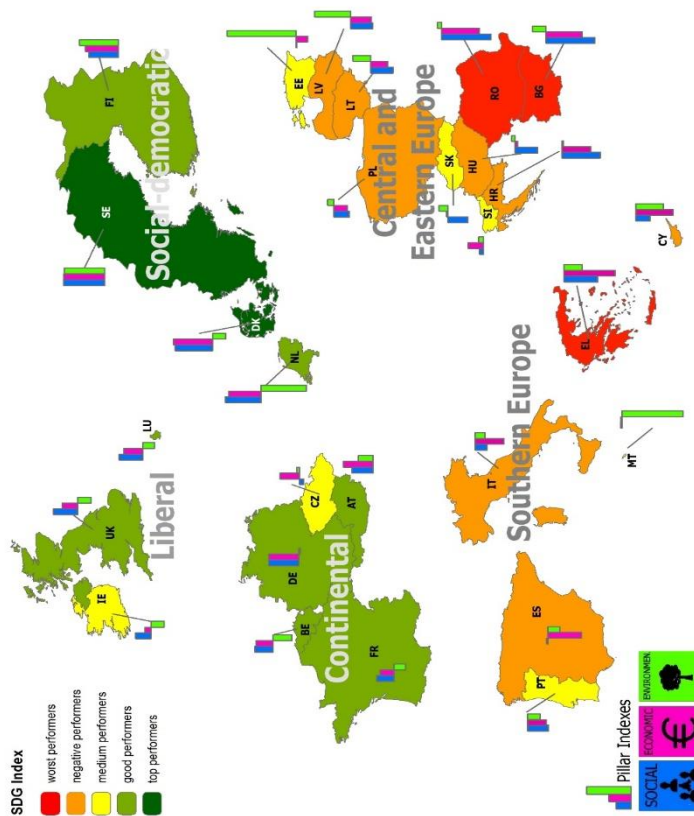 SDG Index
worst performers
negative performers
medium performers
good performers
top performers
IE
UK
Liberal
LU
SE
FI
DK
NL
Social-democratic
FR
BE
DE
CZ
AT
Continental
EE
LV
LT
PL
SK
HU
SI
HR
RO
BG
Central and
Eastern Europe
PT
ES
IT
MT
EL
CY
Southern Europe
Pillar Indexes
SOCIAL
ECONOMIC
€
ENVIRONMEN